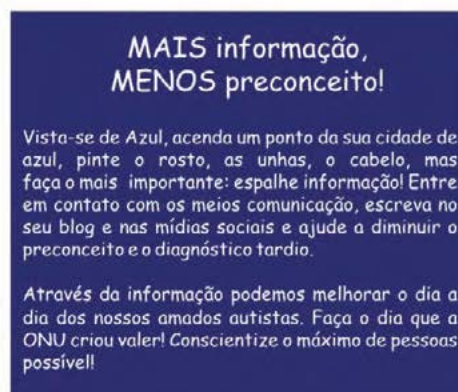 MAIS informação,
MENOS preconceito!
Vista-se de Azul, acenda um ponto da sua cidade de
azul, pinte o rosto, as unhas, o cabelo, mas
faça o mais importante: espalhe informação! Entre
em contato com os meios comunicação, escreva no
seu blog e nas mídias sociais e ajude a diminuir o
preconceito e o diagnóstico tardio.
Através da informação podemos melhorar o dia a
dia dos nossos amados autistas. Faça o dia que a
ONU criou valer! Conscientize o máximo de pessoas
possível!